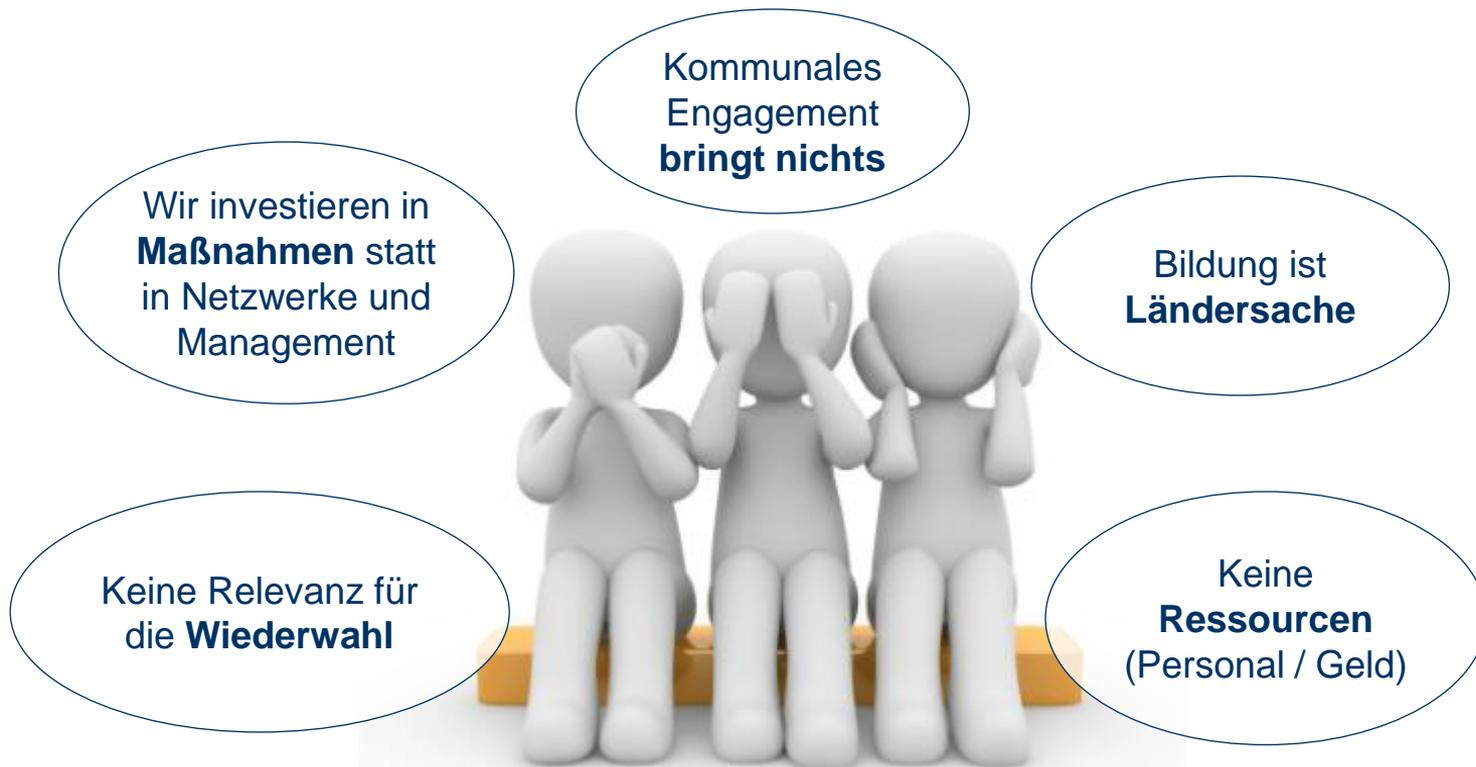 Kommunales
Engagement
bringt nichts
Wir investieren in
Maßnahmen statt
in Netzwerke und
Management
Bildung ist
Ländersache
Keine Relevanz für
die Wiederwahl
Keine
Ressourcen
(Personal / Geld)